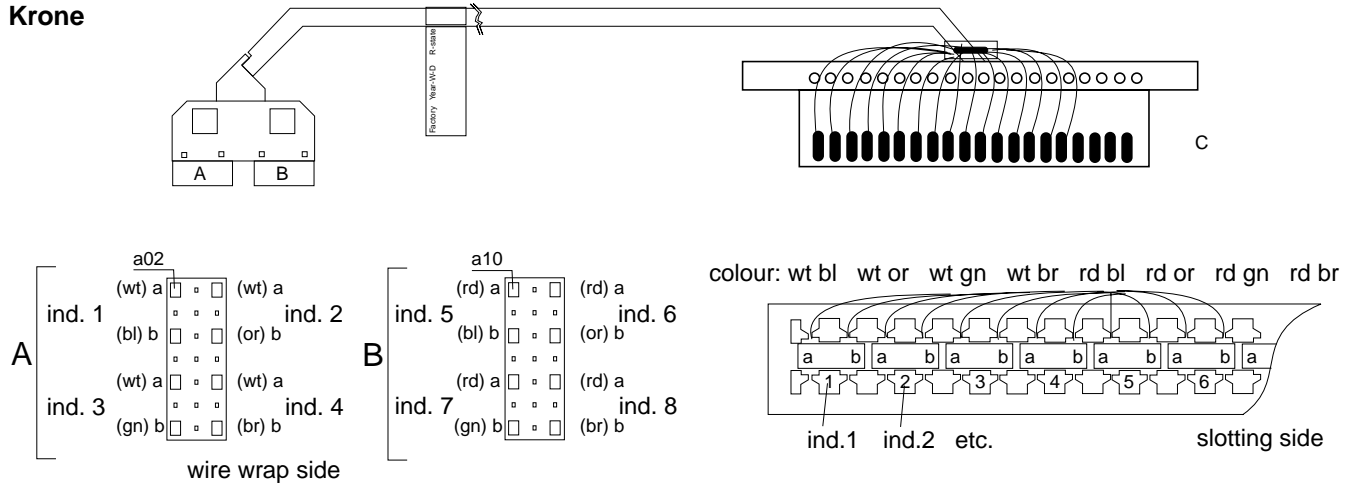 Krone
Factory Year-W-D R-state
A B
C
a02
(wt) a (wt) a
ind. 1 ind. 2
(bl) b (or) b
A
(wt) a (wt) a
ind. 3 ind. 4
(gn) b (br) b
wire wrap side
a10
(rd) a (rd) a
ind. 5 ind. 6
(bl) b (or) b
B
(rd) a (rd) a
ind. 7 ind. 8
(gn) b (br) b
colour: wt bl wt or wt gn wt br rd bl rd or rd gn rd br
a b a b a b a b a b a b a
1 2 3 4 5 6
ind.1 ind.2 etc.
slotting side